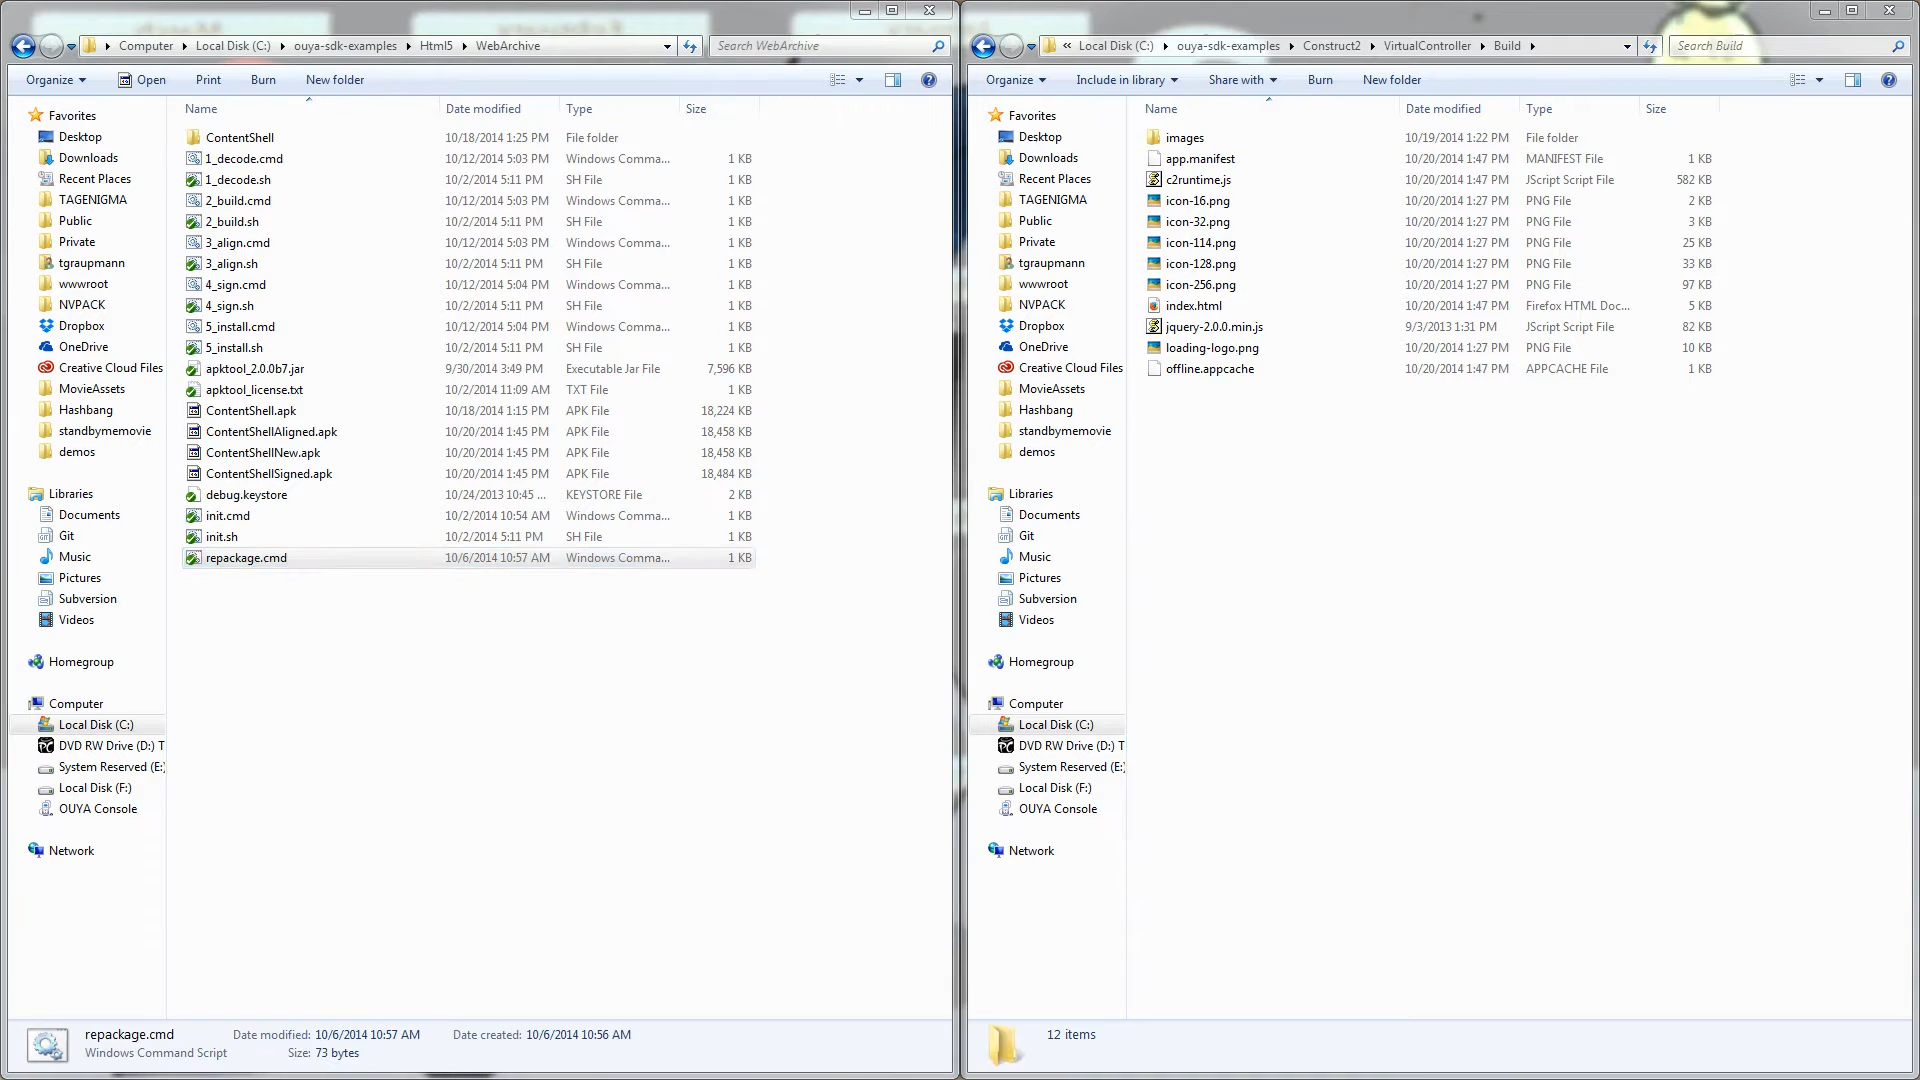 Computer Local Disk (C:) ouya-sdk-examples Html5 WebArchive Search WebArchive
Organize Open Print Burn New folder
Name Date modified Type Size
Favorites
Desktop
Downloads
Recent Places
TAGENIGMA
Public
Private
tgraupmann
wwwroot
NVPACK
Dropbox
OneDrive
Creative Cloud Files
MovieAssets
Hashbang
standbymemovie
demos
Libraries
Documents
Git
Music
Pictures
Subversion
Videos
Homegroup
Computer
Local Disk (C:)
DVD RW Drive (D:) T
System Reserved (E:)
Local Disk (F:)
OUYA Console
Network
ContentShell 10/18/2014 1:25 PM File folder
1_decode.cmd 10/12/2014 5:03 PM Windows Comma... 1 KB
1_decode.sh 10/2/2014 5:11 PM SH File 1 KB
2_build.cmd 10/12/2014 5:03 PM Windows Comma... 1 KB
2_build.sh 10/2/2014 5:11 PM SH File 1 KB
3_align.cmd 10/12/2014 5:03 PM Windows Comma... 1 KB
3_align.sh 10/2/2014 5:11 PM SH File 1 KB
4_sign.cmd 10/12/2014 5:04 PM Windows Comma... 1 KB
4_sign.sh 10/2/2014 5:11 PM SH File 1 KB
5_install.cmd 10/12/2014 5:04 PM Windows Comma... 1 KB
5_install.sh 10/2/2014 5:11 PM SH File 1 KB
apktool_2.0.0b7.jar 9/30/2014 3:49 PM Executable Jar File 7,596 KB
apktool_license.txt 10/2/2014 11:09 AM TXT File 1 KB
ContentShell.apk 10/18/2014 1:15 PM APK File 18,224 KB
ContentShellAligned.apk 10/20/2014 1:45 PM APK File 18,458 KB
ContentShellNew.apk 10/20/2014 1:45 PM APK File 18,458 KB
ContentShellSigned.apk 10/20/2014 1:45 PM APK File 18,484 KB
debug.keystore 10/24/2013 10:45 ... KEYSTORE File 2 KB
init.cmd 10/2/2014 10:54 AM Windows Comma... 1 KB
init.sh 10/2/2014 5:11 PM SH File 1 KB
repackage.cmd 10/6/2014 10:57 AM Windows Comma... 1 KB
repackage.cmd Date modified: 10/6/2014 10:57 AM Date created: 10/6/2014 10:56 AM
Windows Command Script Size: 73 bytes
« Local Disk (C:) ouya-sdk-examples Construct2 VirtualController Build Search Build
Organize Include in library Share with Burn New folder
Name Date modified Type Size
Favorites
Desktop
Downloads
Recent Places
TAGENIGMA
Public
Private
tgraupmann
wwwroot
NVPACK
Dropbox
OneDrive
Creative Cloud Files
MovieAssets
Hashbang
standbymemovie
demos
Libraries
Documents
Git
Music
Pictures
Subversion
Videos
Homegroup
Computer
Local Disk (C:)
DVD RW Drive (D:) T
System Reserved (E:)
Local Disk (F:)
OUYA Console
Network
images 10/19/2014 1:22 PM File folder
app.manifest 10/20/2014 1:47 PM MANIFEST File 1 KB
c2runtime.js 10/20/2014 1:47 PM JScript Script File 582 KB
icon-16.png 10/20/2014 1:27 PM PNG File 2 KB
icon-32.png 10/20/2014 1:27 PM PNG File 3 KB
icon-114.png 10/20/2014 1:27 PM PNG File 25 KB
icon-128.png 10/20/2014 1:27 PM PNG File 33 KB
icon-256.png 10/20/2014 1:27 PM PNG File 97 KB
index.html 10/20/2014 1:47 PM Firefox HTML Doc... 5 KB
jquery-2.0.0.min.js 9/3/2013 1:31 PM JScript Script File 82 KB
loading-logo.png 10/20/2014 1:27 PM PNG File 10 KB
offline.appcache 10/20/2014 1:47 PM APPCACHE File 1 KB
12 items